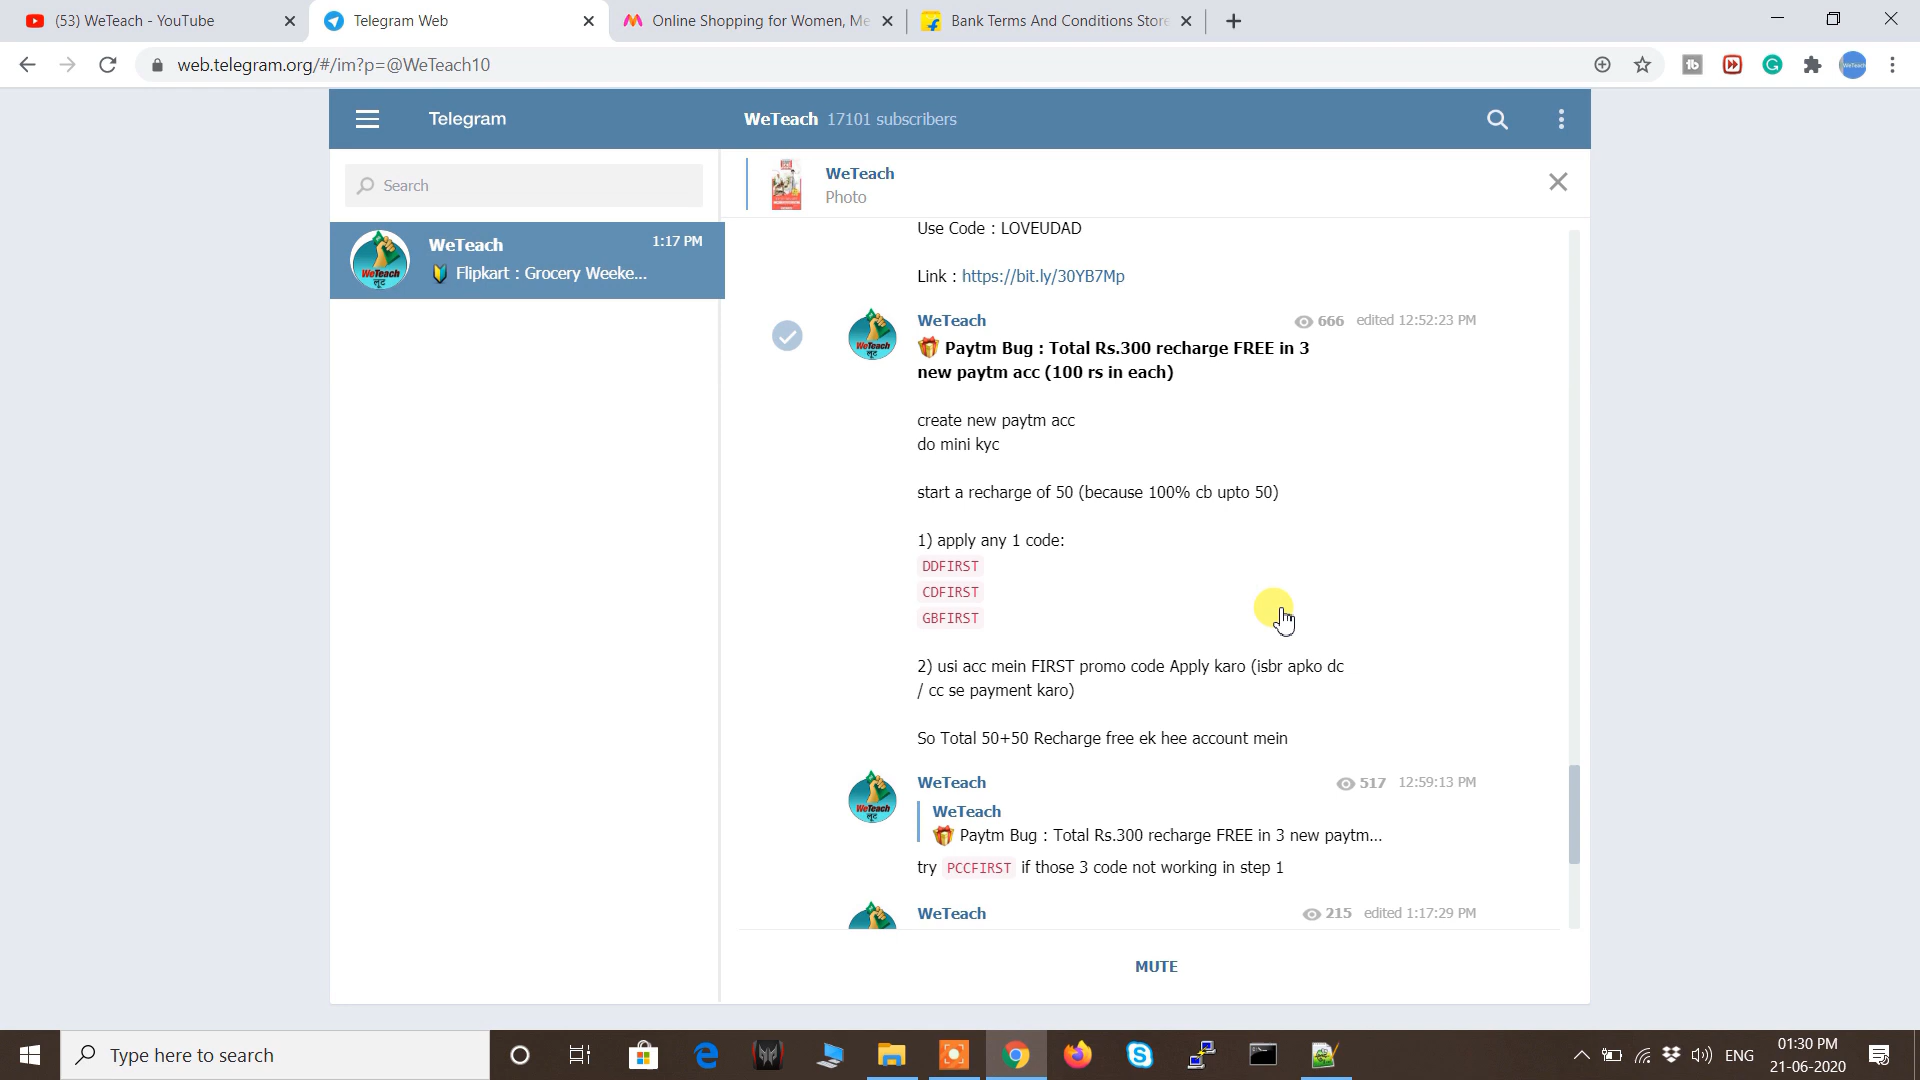 (53) WeTeach - YouTube
Telegram Web
Online Shopping for Women, Me
Bank Terms And Conditions Store
web.telegram.org/#/im?p=@WeTeach10
WeTeach
Telegram
WeTeach 17101 subscribers
Search
WeTeach
Photo
WeTeach 1:17 PM
Flipkart : Grocery Weeke...
Use Code : LOVEUDAD
Link : https://bit.ly/30YB7Mp
WeTeach 666 edited 12:52:23 PM
Paytm Bug : Total Rs.300 recharge FREE in 3
new paytm acc (100 rs in each)
create new paytm acc
do mini kyc
start a recharge of 50 (because 100% cb upto 50)
1) apply any 1 code:
DDFIRST
CDFIRST
GBFIRST
2) usi acc mein FIRST promo code Apply karo (isbr apko dc
/ cc se payment karo)
So Total 50+50 Recharge free ek hee account mein
WeTeach 517 12:59:13 PM
WeTeach
Paytm Bug : Total Rs.300 recharge FREE in 3 new paytm...
try PCCFIRST if those 3 code not working in step 1
WeTeach 215 edited 1:17:29 PM
MUTE
WeTeach
लूट
WeTeach
लूट
WeTeach
लूट
WeTeach
Type here to search
ENG
01:30 PM
21-06-2020